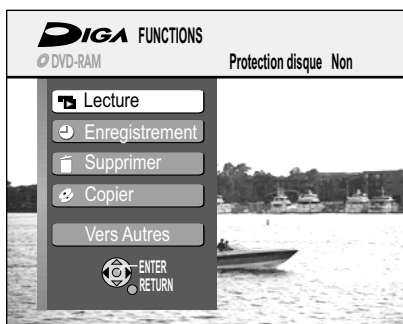 DIGA FUNCTIONS
DVD-RAM Protection disque Non
Lecture
Enregistrement
Supprimer
Copier
Vers Autres
ENTER
RETURN